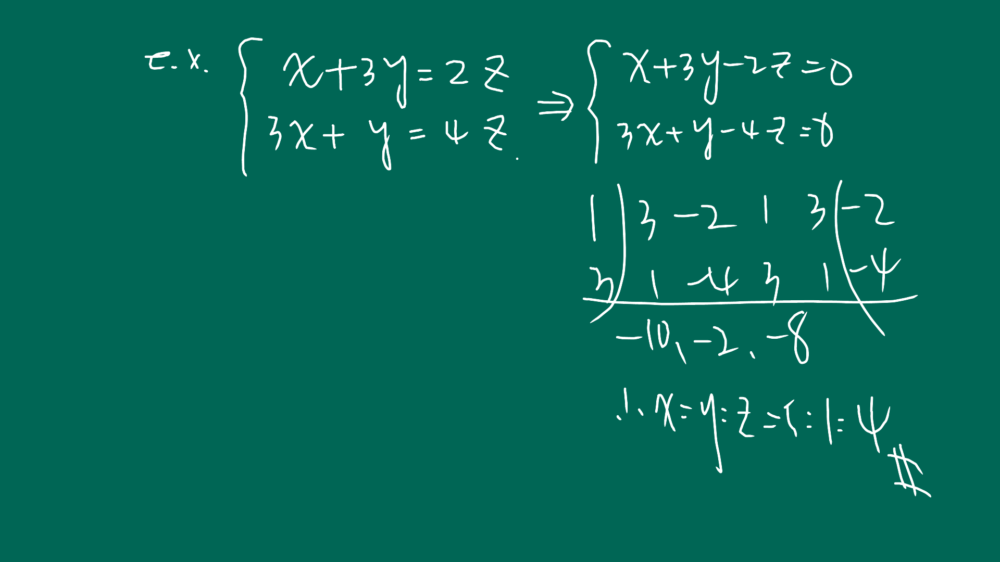 e.x. { x+3y=2z ⇒ { x+3y-2z=0
3x+y=4z. 3x+y-4z=0
1 ) 3 -2 1 3 ( -2
3 1 -4 3 1 -4
-10, -2, -8
∴ x:y:z=5:1:4